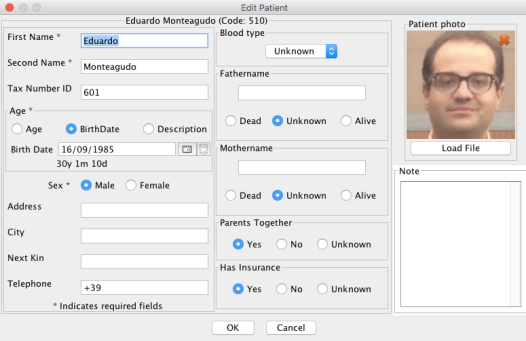 Edit Patient
Eduardo Monteagudo (Code: 510)
First Name *
Eduardo
Second Name *
Monteagudo
Tax Number ID
601
Age *
Age
BirthDate
Description
Birth Date
16/09/1985
30y 1m 10d
Sex *
Male
Female
Address
City
Next Kin
Telephone
+39
* Indicates required fields
Blood type
Unknown
Fathername
Dead
Unknown
Alive
Mothername
Dead
Unknown
Alive
Parents Together
Yes
No
Unknown
Has Insurance
Yes
No
Unknown
Patient photo
Load File
Note
OK
Cancel